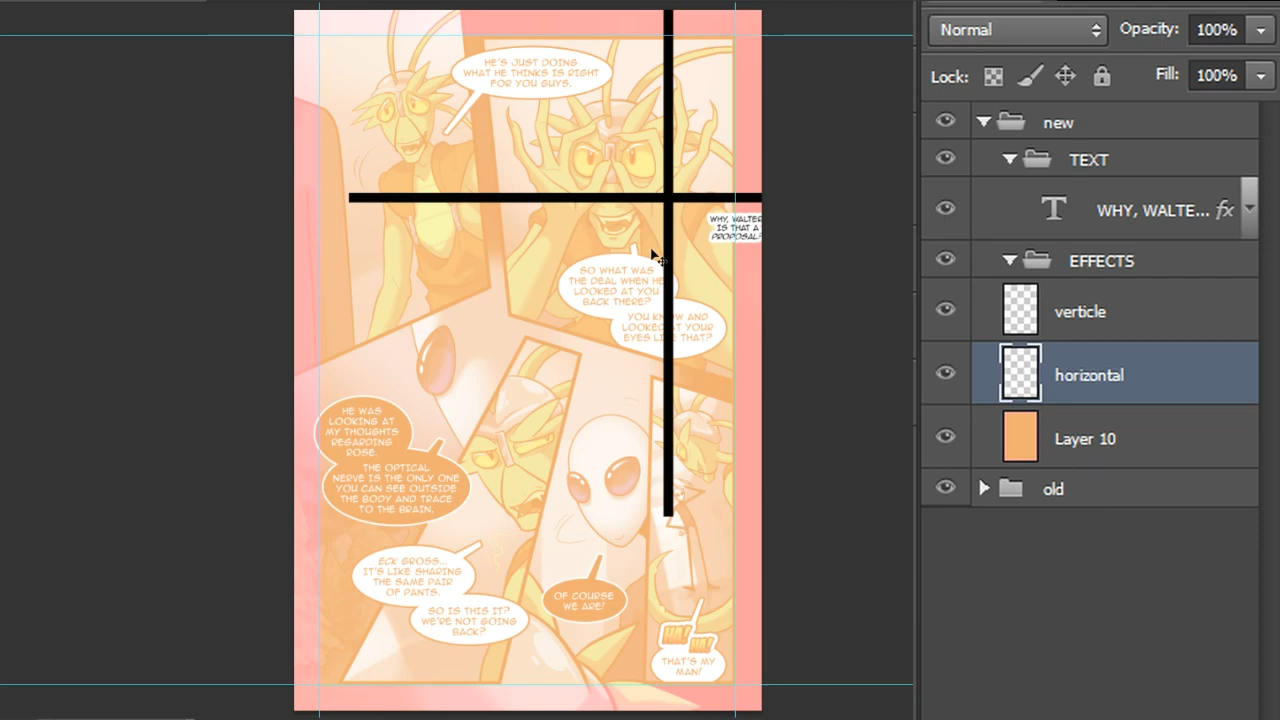 HE'S JUST DOING
WHAT HE THINKS IS RIGHT
FOR YOU GUYS.
WHY, WALTER
IS THAT A
PROPOSAL?
SO WHAT WAS
THE DEAL WHEN HE
LOOKED AT YOU
BACK THERE?
YOU KNOW AND
LOOKED AT YOUR
EYES LIKE THAT?
HE WAS
LOOKING AT
MY THOUGHTS
REGARDING
ROSE.
THE OPTICAL
NERVE IS THE ONLY ONE
YOU CAN SEE OUTSIDE
THE BODY AND TRACE
TO THE BRAIN.
ECK GROSS...
IT'S LIKE SHARING
THE SAME PAIR
OF PANTS.
SO IS THIS IT?
WE'RE NOT GOING
BACK?
OF COURSE
WE ARE!
HA!
HA!
THAT'S MY
MAN!
Normal
Opacity: 100%
Lock:
Fill: 100%
new
TEXT
T WHY, WALTE... fx
EFFECTS
verticle
horizontal
Layer 10
old